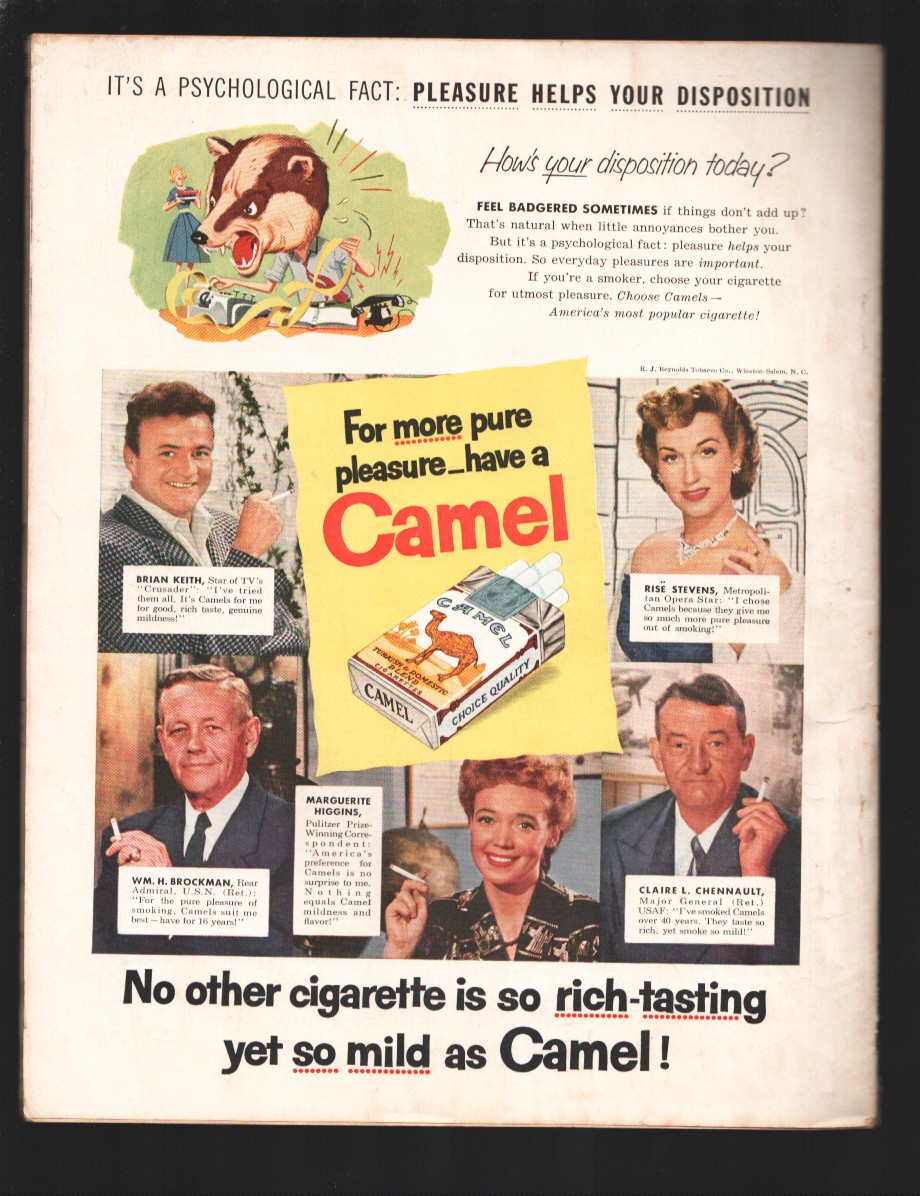 IT'S A PSYCHOLOGICAL FACT: PLEASURE HELPS YOUR DISPOSITION
How's your disposition today?
FEEL BADGERED SOMETIMES if things don't add up?
That's natural when little annoyances bother you.
But it's a psychological fact: pleasure helps your
disposition. So everyday pleasures are important.
If you're a smoker, choose your cigarette
for utmost pleasure. Choose Camels—
America's most popular cigarette!
R. J. Reynolds Tobacco Co., Winston-Salem, N. C.
For more pure
pleasure—have a
Camel
CAMEL
TURKISH & DOMESTIC
BLEND
CIGARETTES
CAMEL
CHOICE QUALITY
BRIAN KEITH, Star of TV's
"Crusader": "I've tried
them all. It's Camels for me
for good, rich taste, genuine
mildness!"
RISË STEVENS, Metropoli-
tan Opera Star: "I chose
Camels because they give me
so much more pure pleasure
out of smoking!"
WM. H. BROCKMAN, Rear
Admiral, U.S.N. (Ret.):
"For the pure pleasure of
smoking, Camels suit me
best—have for 16 years!"
MARGUERITE
HIGGINS,
Pulitzer Prize-
Winning Corre-
spondent:
"America's
preference for
Camels is no
surprise to me.
Nothing
equals Camel
mildness and
flavor!"
CLAIRE L. CHENNAULT,
Major General (Ret.)
USAF: "I've smoked Camels
over 40 years. They taste so
rich, yet smoke so mild!"
No other cigarette is so rich-tasting
yet so mild as Camel!